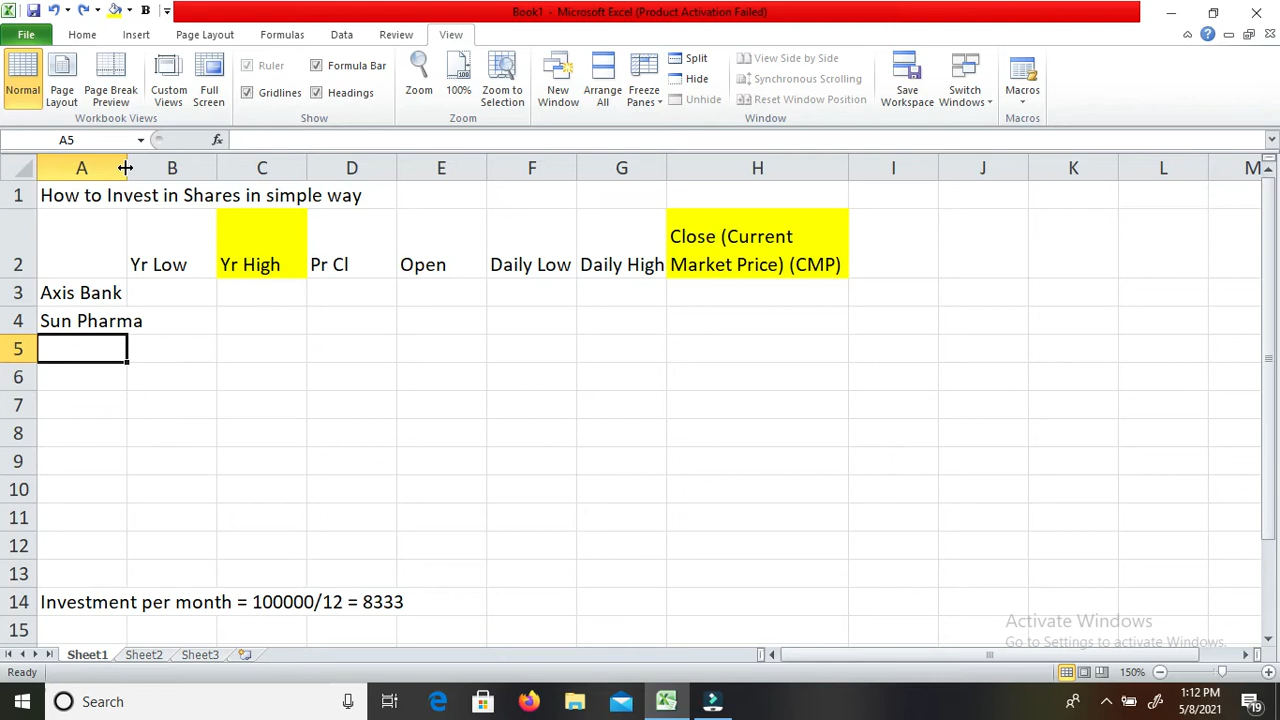 Book1 - Microsoft Excel (Product Activation Failed)
File Home Insert Page Layout Formulas Data Review View
Normal
Page Layout
Page Break Preview
Custom Views
Full Screen
Workbook Views
Ruler
Formula Bar
Gridlines
Headings
Show
Zoom
100%
Zoom to Selection
Zoom
New Window
Arrange All
Freeze Panes
Split
Hide
Unhide
View Side by Side
Synchronous Scrolling
Reset Window Position
Window
Save Workspace
Switch Windows
Macros
Macros
A5 fx
A B C D E F G H I J K L M
1 How to Invest in Shares in simple way
2 Yr Low Yr High Pr Cl Open Daily Low Daily High Close (Current Market Price) (CMP)
3 Axis Bank
4 Sun Pharma
5
6
7
8
9
10
11
12
13
14 Investment per month = 100000/12 = 8333
15
Activate Windows
Go to Settings to activate Windows.
Sheet1 Sheet2 Sheet3
Ready 150%
Search
1:12 PM
5/8/2021
19